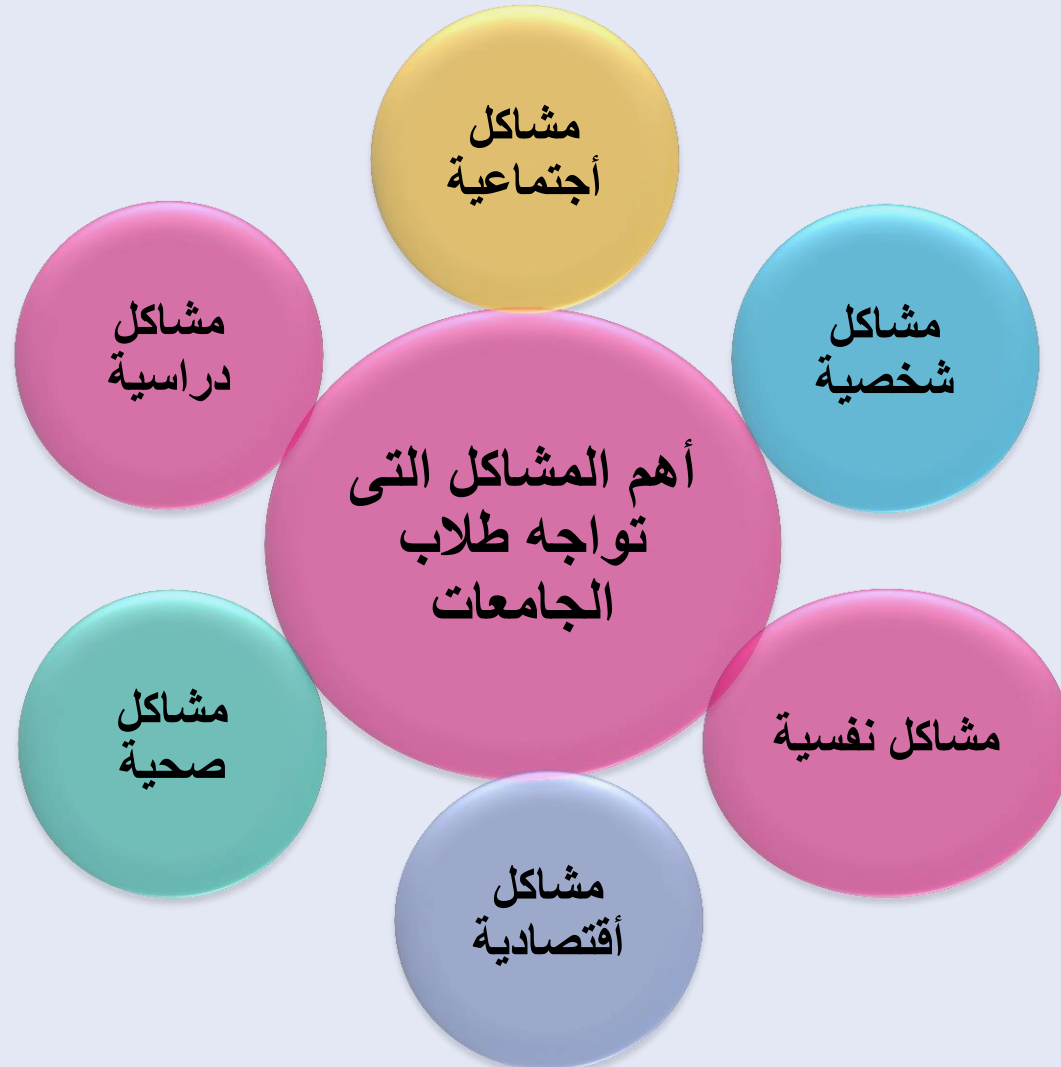 مشاكل
أجتماعية
مشاكل
شخصية
مشاكل
دراسية
أهم المشاكل التى
تواجه طلاب
الجامعات
مشاكل نفسية
مشاكل
صحية
مشاكل
أقتصادية